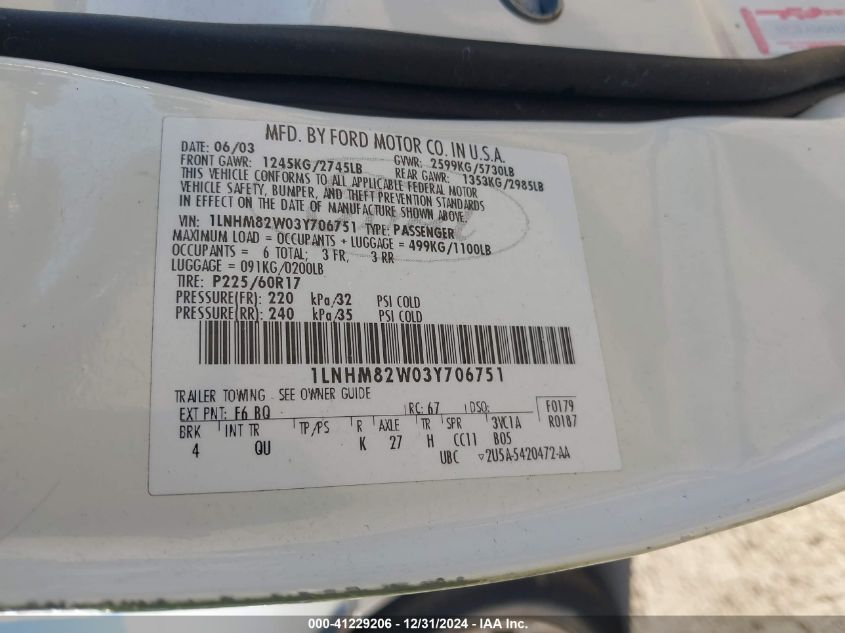 MFD. BY FORD MOTOR CO. IN U.S.A.
DATE: 06/03 GVWR: 2599KG/5730LB
FRONT GAWR: 1245KG/2745LB REAR GAWR: 1353KG/2985LB
THIS VEHICLE CONFORMS TO ALL APPLICABLE FEDERAL MOTOR
VEHICLE SAFETY, BUMPER, AND THEFT PREVENTION STANDARDS
IN EFFECT ON THE DATE OF MANUFACTURE SHOWN ABOVE.
VIN: 1LNHM82W03Y706751 TYPE: PASSENGER
MAXIMUM LOAD = OCCUPANTS + LUGGAGE = 499KG/1100LB
OCCUPANTS = 6 TOTAL; 3 FR, 3 RR
LUGGAGE = 091KG/0200LB
TIRE: P225/60R17
PRESSURE(FR): 220 kPa/32 PSI COLD
PRESSURE(RR): 240 kPa/35 PSI COLD
1LNHM82W03Y706751
TRAILER TOWING - SEE OWNER GUIDE
EXT PNT: F6 BQ RC: 67 DSO: F0179
BRK INT TR TP/PS R AXLE TR SPR 3YC1A R0187
4 QU K 27 H CC11 B05
UBC ▽2U5A-5420472-AA
000-41229206 - 12/31/2024 - IAA Inc.